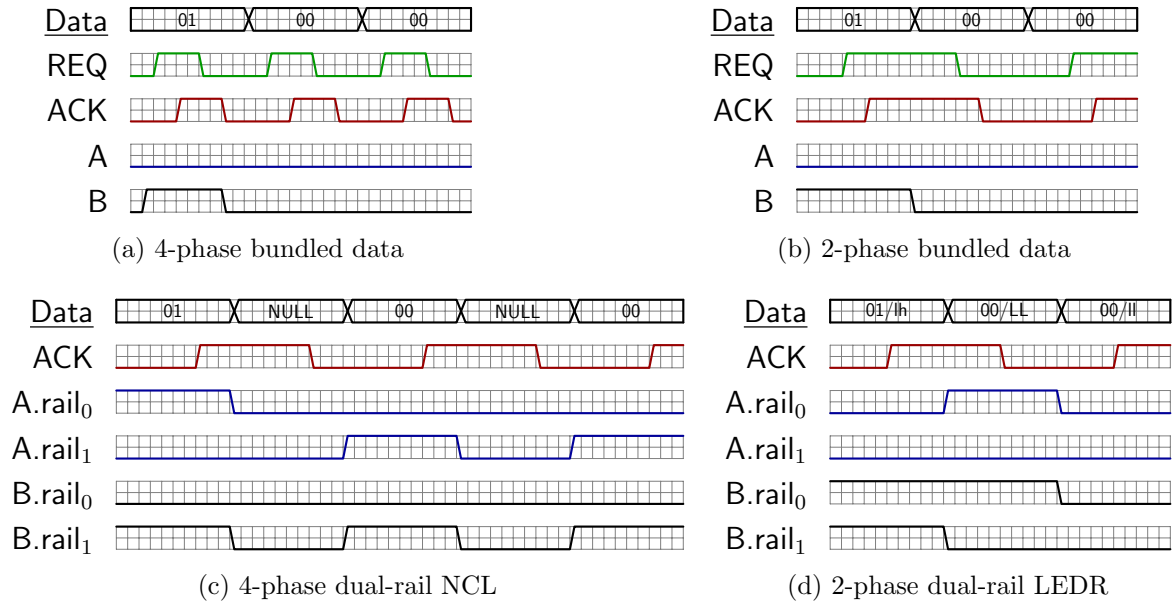 Data 01 00 00
REQ
ACK
A
B
(a) 4-phase bundled data
Data 01 00 00
REQ
ACK
A
B
(b) 2-phase bundled data
Data 01 NULL 00 NULL 00
ACK
A.rail₀
A.rail₁
B.rail₀
B.rail₁
(c) 4-phase dual-rail NCL
Data 01/lh 00/LL 00/ll
ACK
A.rail₀
A.rail₁
B.rail₀
B.rail₁
(d) 2-phase dual-rail LEDR